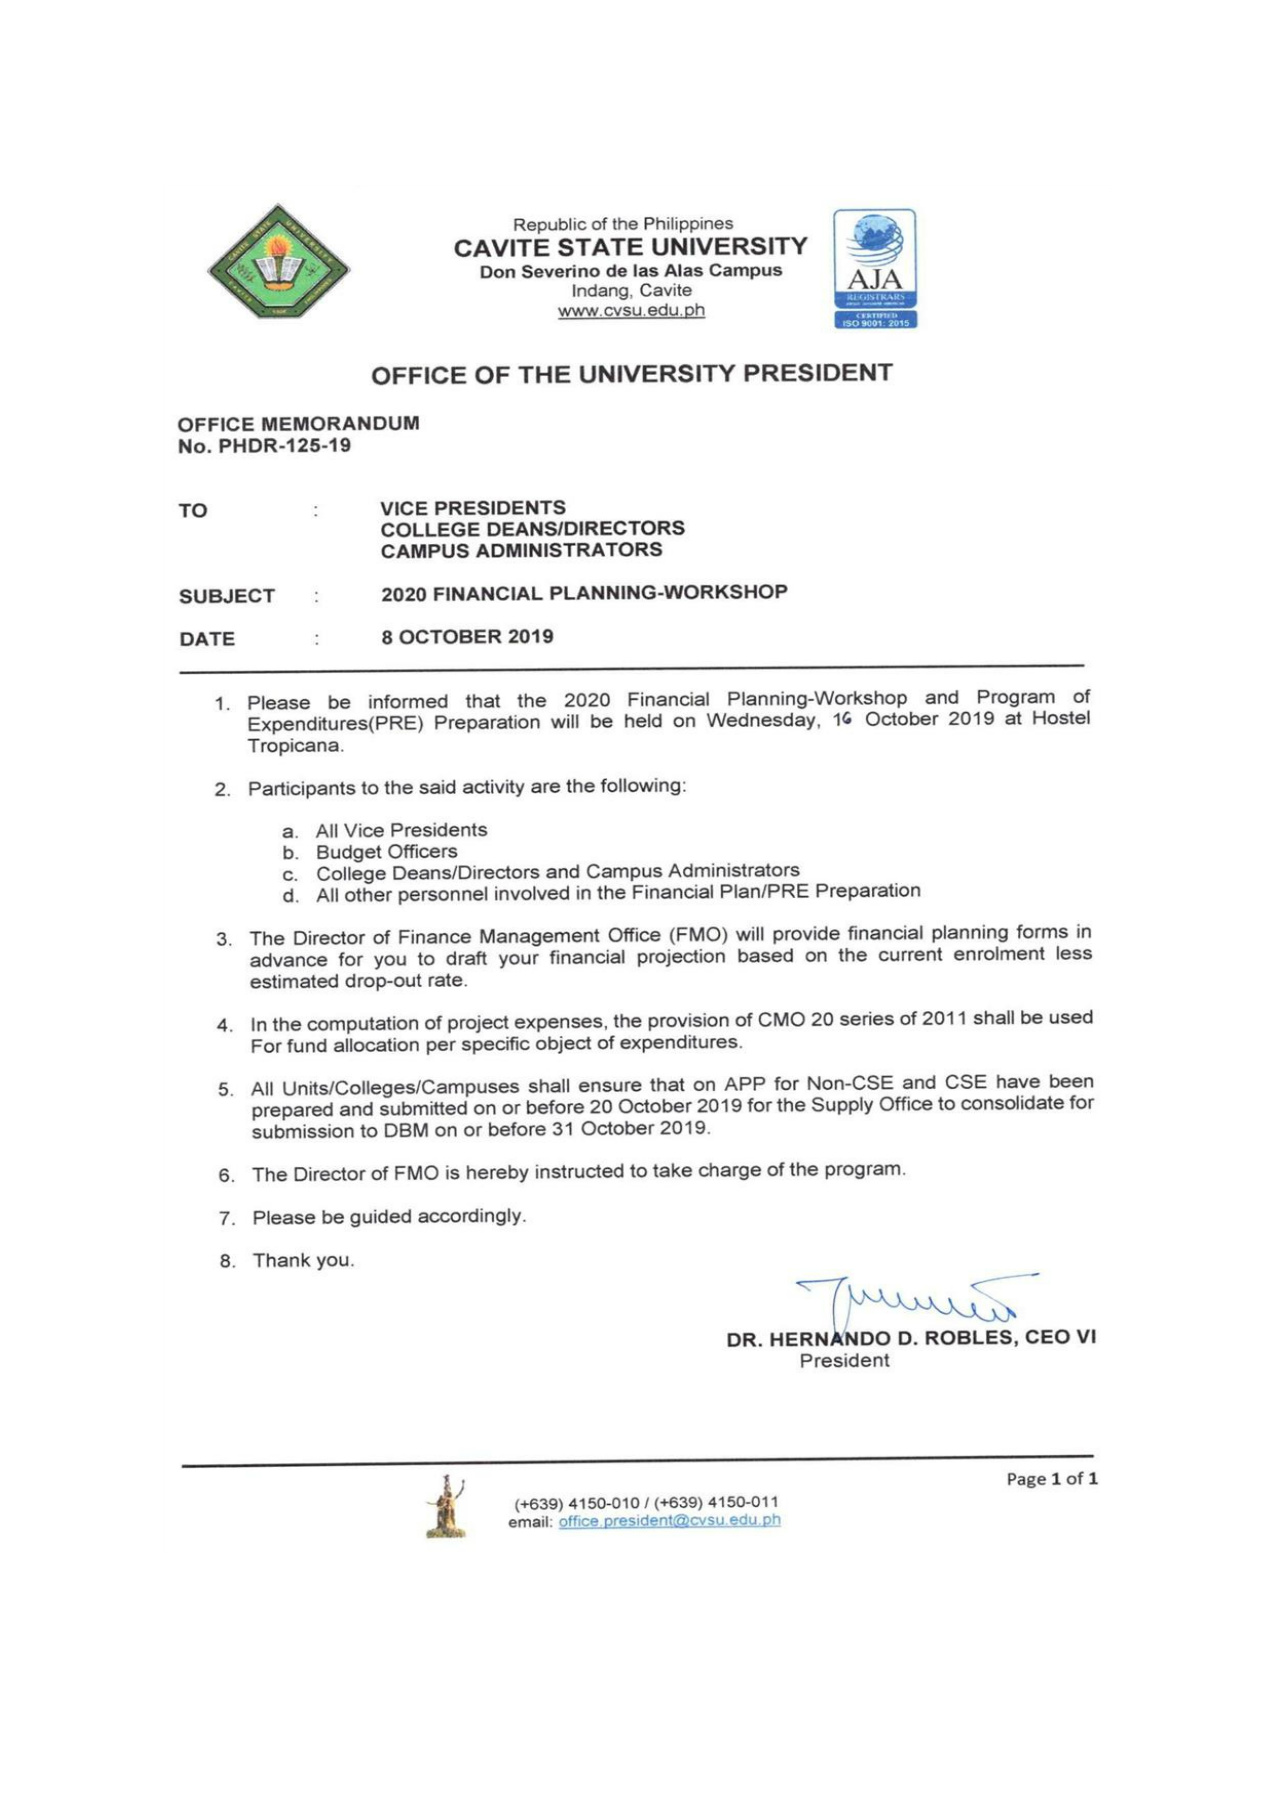 Republic of the Philippines
CAVITE STATE UNIVERSITY
Don Severino de las Alas Campus
Indang, Cavite
www.cvsu.edu.ph
CAVITE STATE UNIVERSITY
AJA
REGISTRARS
CERTIFIED
ISO 9001: 2015
OFFICE OF THE UNIVERSITY PRESIDENT
OFFICE MEMORANDUM
No. PHDR-125-19
TO : VICE PRESIDENTS
COLLEGE DEANS/DIRECTORS
CAMPUS ADMINISTRATORS
SUBJECT : 2020 FINANCIAL PLANNING-WORKSHOP
DATE : 8 OCTOBER 2019
1. Please be informed that the 2020 Financial Planning-Workshop and Program of
Expenditures(PRE) Preparation will be held on Wednesday, 16 October 2019 at Hostel
Tropicana.
2. Participants to the said activity are the following:
a. All Vice Presidents
b. Budget Officers
c. College Deans/Directors and Campus Administrators
d. All other personnel involved in the Financial Plan/PRE Preparation
3. The Director of Finance Management Office (FMO) will provide financial planning forms in
advance for you to draft your financial projection based on the current enrolment less
estimated drop-out rate.
4. In the computation of project expenses, the provision of CMO 20 series of 2011 shall be used
For fund allocation per specific object of expenditures.
5. All Units/Colleges/Campuses shall ensure that on APP for Non-CSE and CSE have been
prepared and submitted on or before 20 October 2019 for the Supply Office to consolidate for
submission to DBM on or before 31 October 2019.
6. The Director of FMO is hereby instructed to take charge of the program.
7. Please be guided accordingly.
8. Thank you.
DR. HERNANDO D. ROBLES, CEO VI
President
Page 1 of 1
(+639) 4150-010 / (+639) 4150-011
email: office.president@cvsu.edu.ph